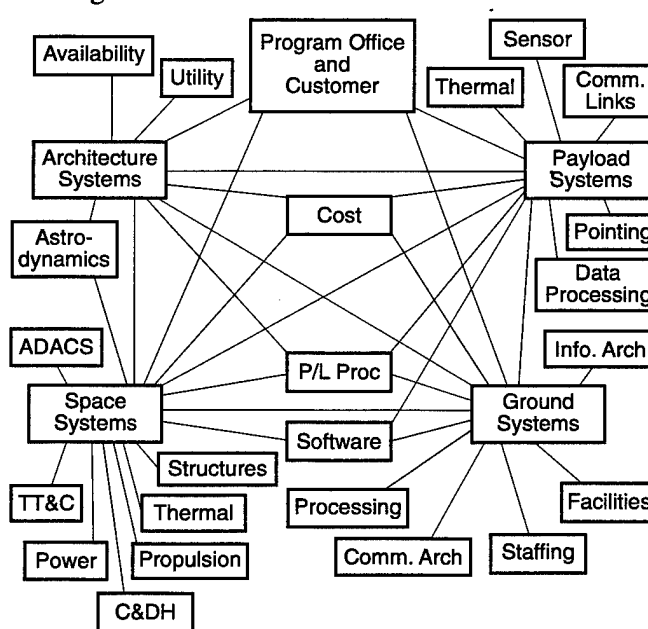 Availability
Utility
Program Office
and
Customer
Sensor
Thermal
Comm.
Links
Architecture
Systems
Payload
Systems
Cost
Astro-
dynamics
Pointing
Data
Processing
ADACS
P/L Proc
Info. Arch
Space
Systems
Ground
Systems
Software
Structures
TT&C
Thermal
Processing
Facilities
Power
Propulsion
Comm. Arch
Staffing
C&DH